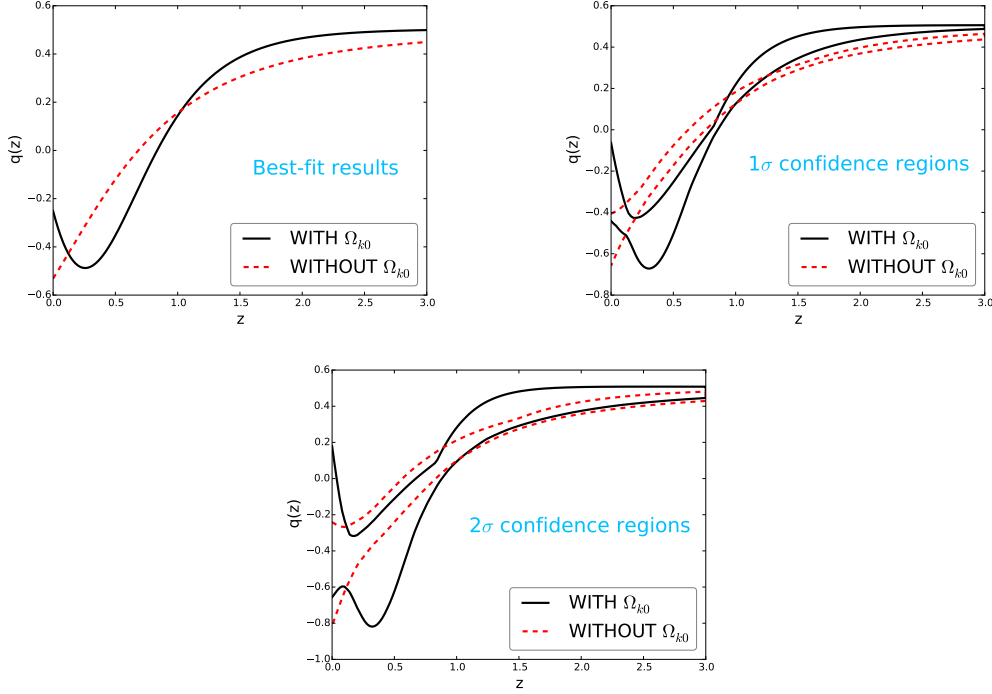 0.6
0.4
0.2
0.0
−0.2
−0.4
−0.6
q(z)
Best-fit results
WITH Ωk0
WITHOUT Ωk0
0.0 0.5 1.0 1.5 2.0 2.5 3.0
z
0.6
0.4
0.2
0.0
−0.2
−0.4
−0.6
−0.8
q(z)
1σ confidence regions
WITH Ωk0
WITHOUT Ωk0
0.0 0.5 1.0 1.5 2.0 2.5 3.0
z
0.6
0.4
0.2
0.0
−0.2
−0.4
−0.6
−0.8
−1.0
q(z)
2σ confidence regions
WITH Ωk0
WITHOUT Ωk0
0.0 0.5 1.0 1.5 2.0 2.5 3.0
z